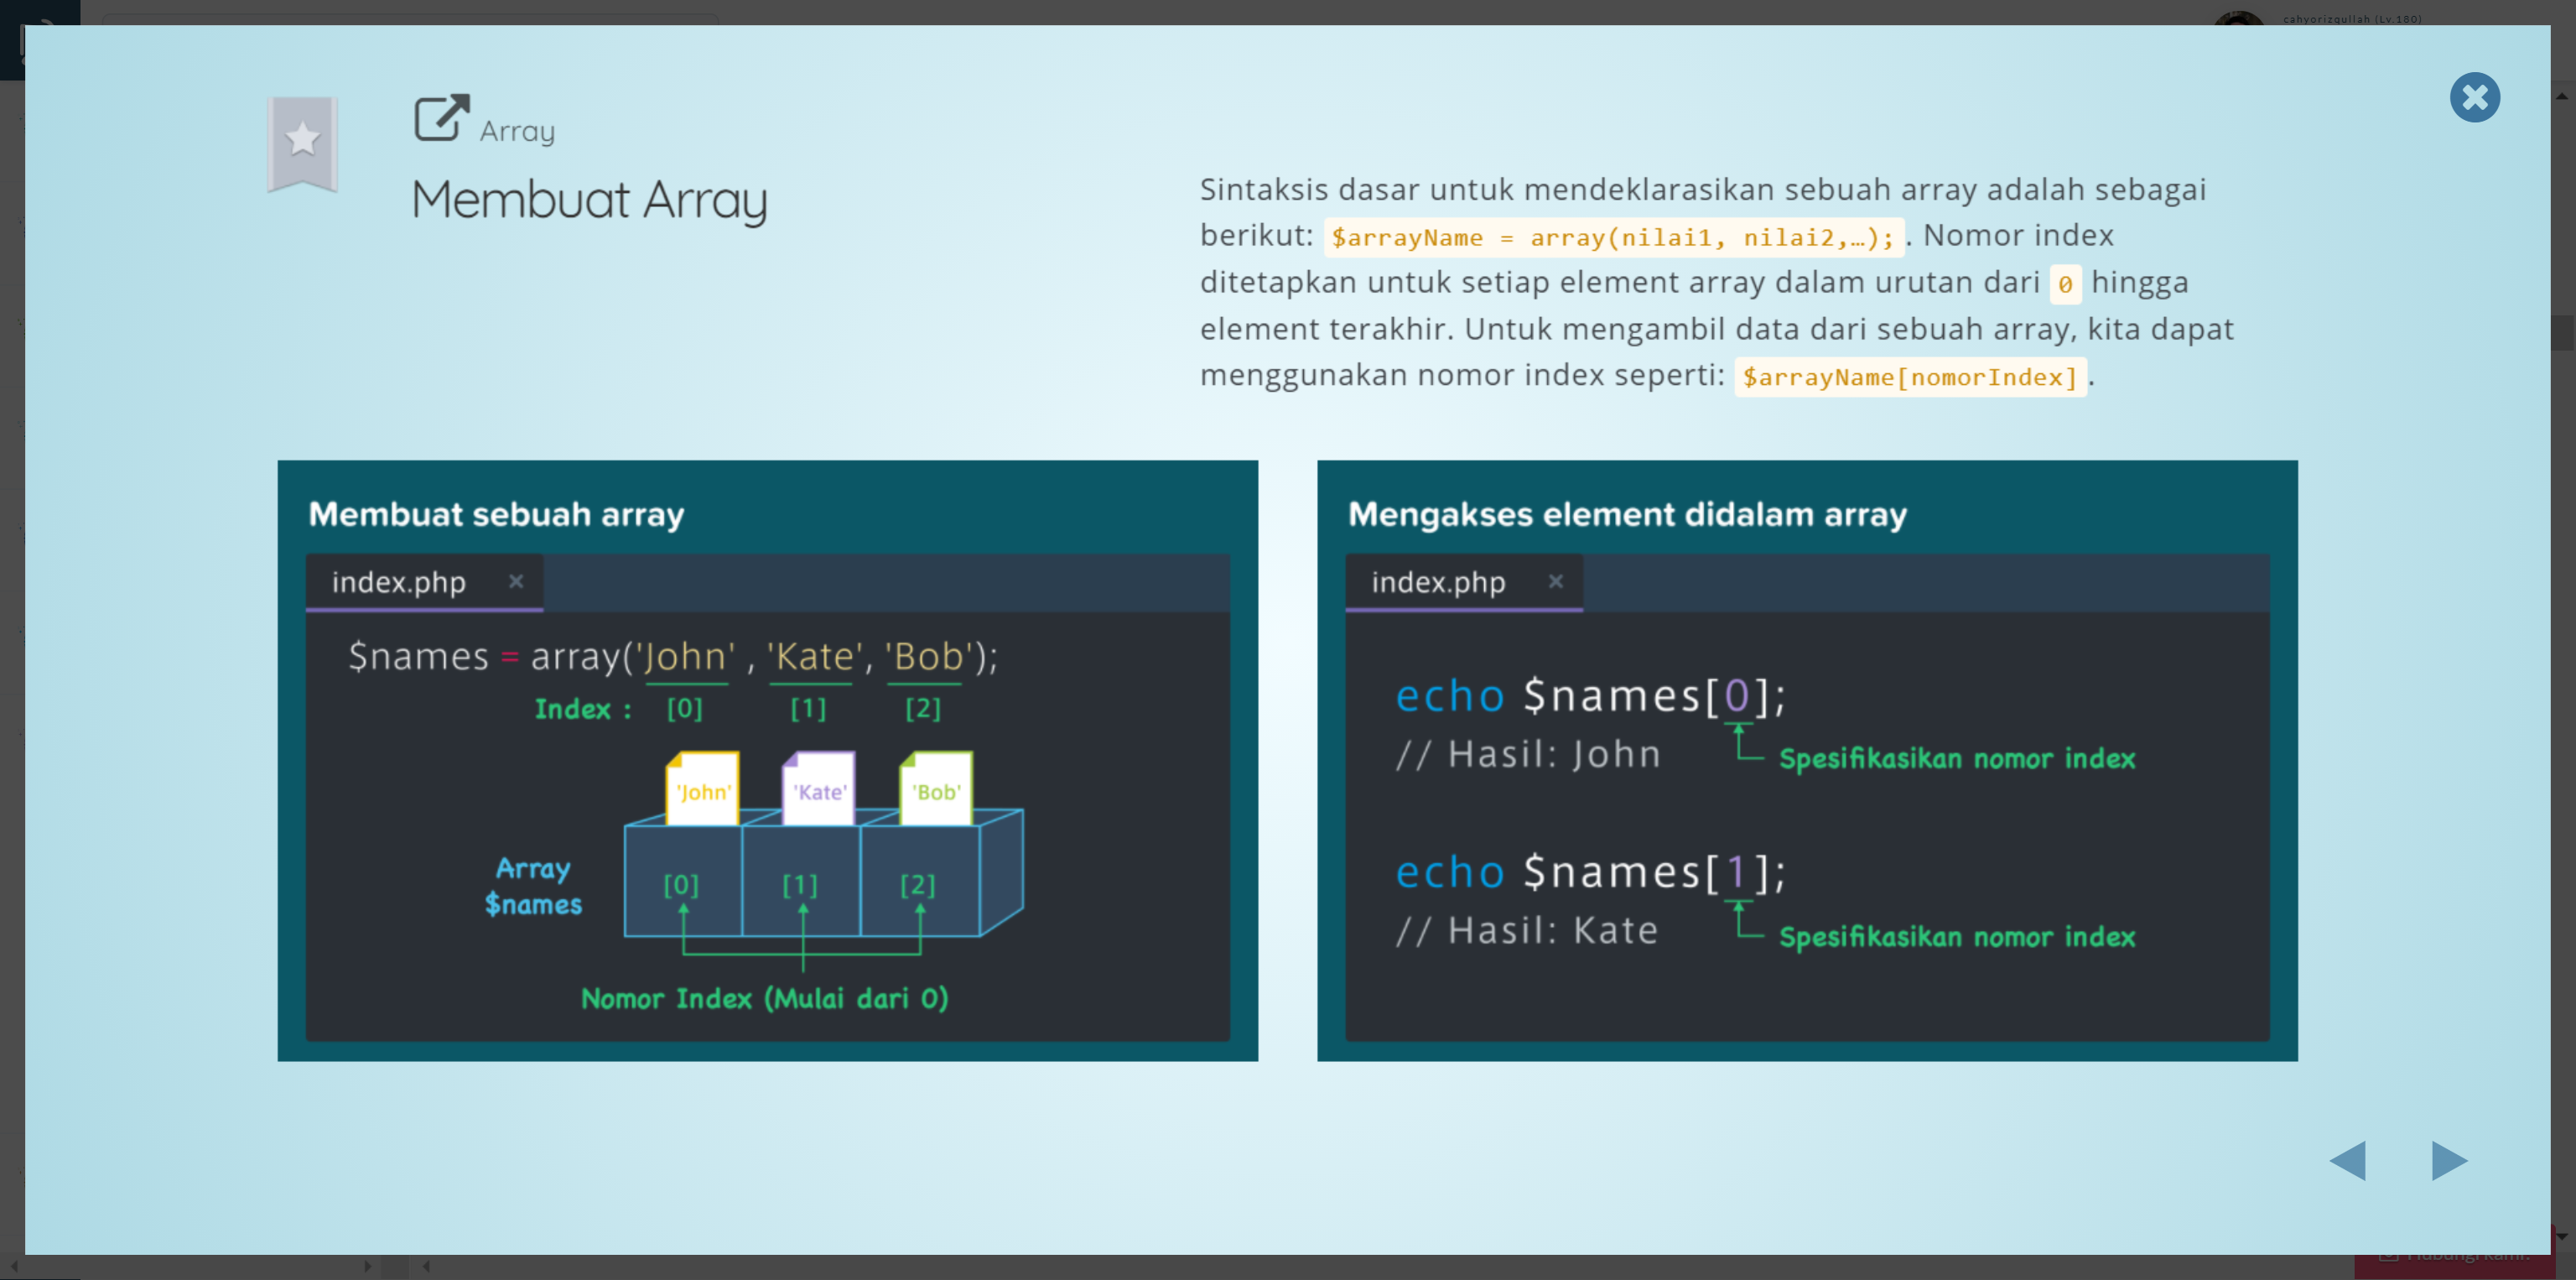 cahyorizqullah (Lv.180)
Array
Membuat Array
Sintaksis dasar untuk mendeklarasikan sebuah array adalah sebagai
berikut: $arrayName = array(nilai1, nilai2,…); . Nomor index
ditetapkan untuk setiap element array dalam urutan dari 0 hingga
element terakhir. Untuk mengambil data dari sebuah array, kita dapat
menggunakan nomor index seperti: $arrayName[nomorIndex] .
Membuat sebuah array
index.php ×
$names = array('John' , 'Kate', 'Bob');
Index : [0] [1] [2]
'John' 'Kate' 'Bob'
Array
$names
[0] [1] [2]
Nomor Index (Mulai dari 0)
Mengakses element didalam array
index.php ×
echo $names[0];
// Hasil: John
Spesifikasikan nomor index
echo $names[1];
// Hasil: Kate
Spesifikasikan nomor index
Hubungi kami!